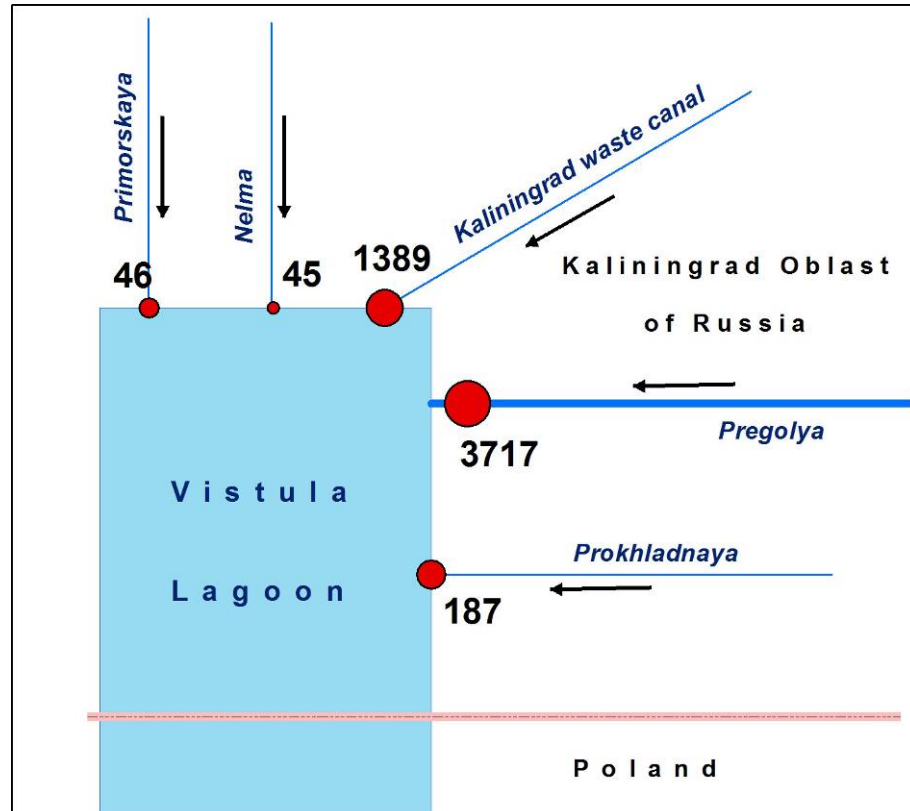 Primorskaya
Nelma
Kaliningrad waste canal
46
45
1389
Kaliningrad Oblast
of Russia
Pregolya
3717
Vistula
Lagoon
Prokhladnaya
187
Poland